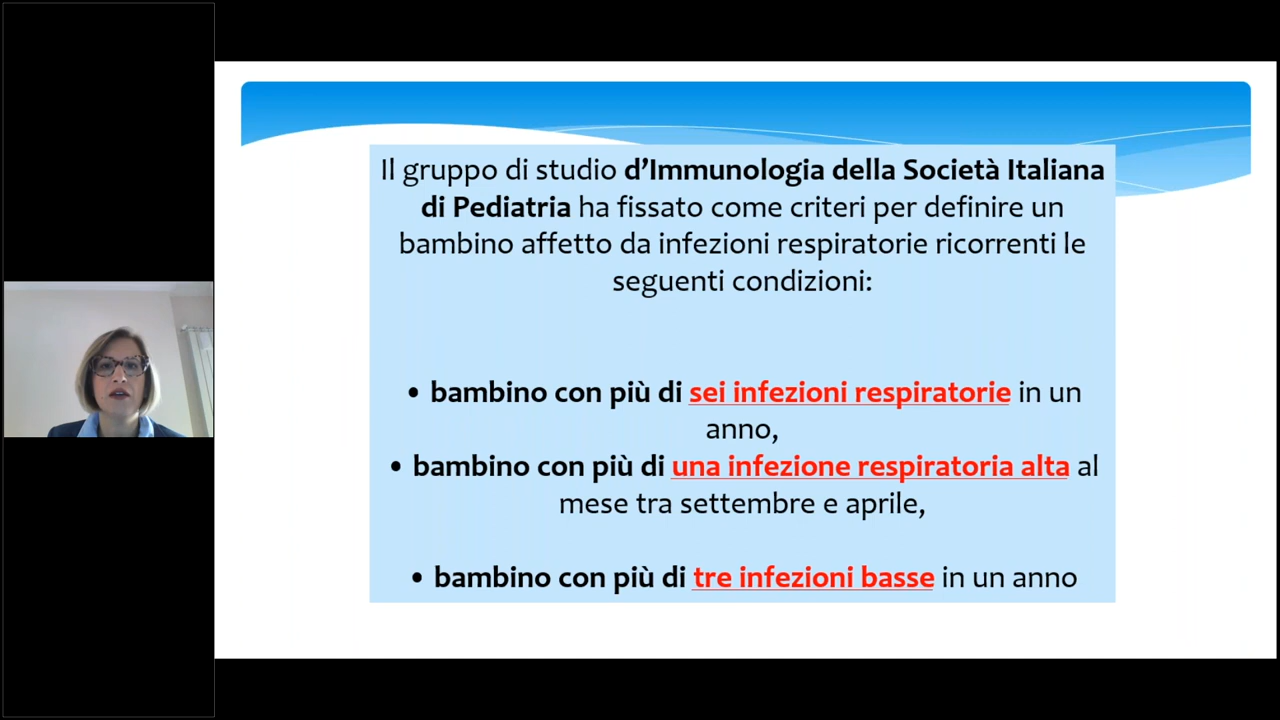 Il gruppo di studio d’Immunologia della Società Italiana
di Pediatria ha fissato come criteri per definire un
bambino affetto da infezioni respiratorie ricorrenti le
seguenti condizioni:
• bambino con più di sei infezioni respiratorie in un
anno,
• bambino con più di una infezione respiratoria alta al
mese tra settembre e aprile,
• bambino con più di tre infezioni basse in un anno